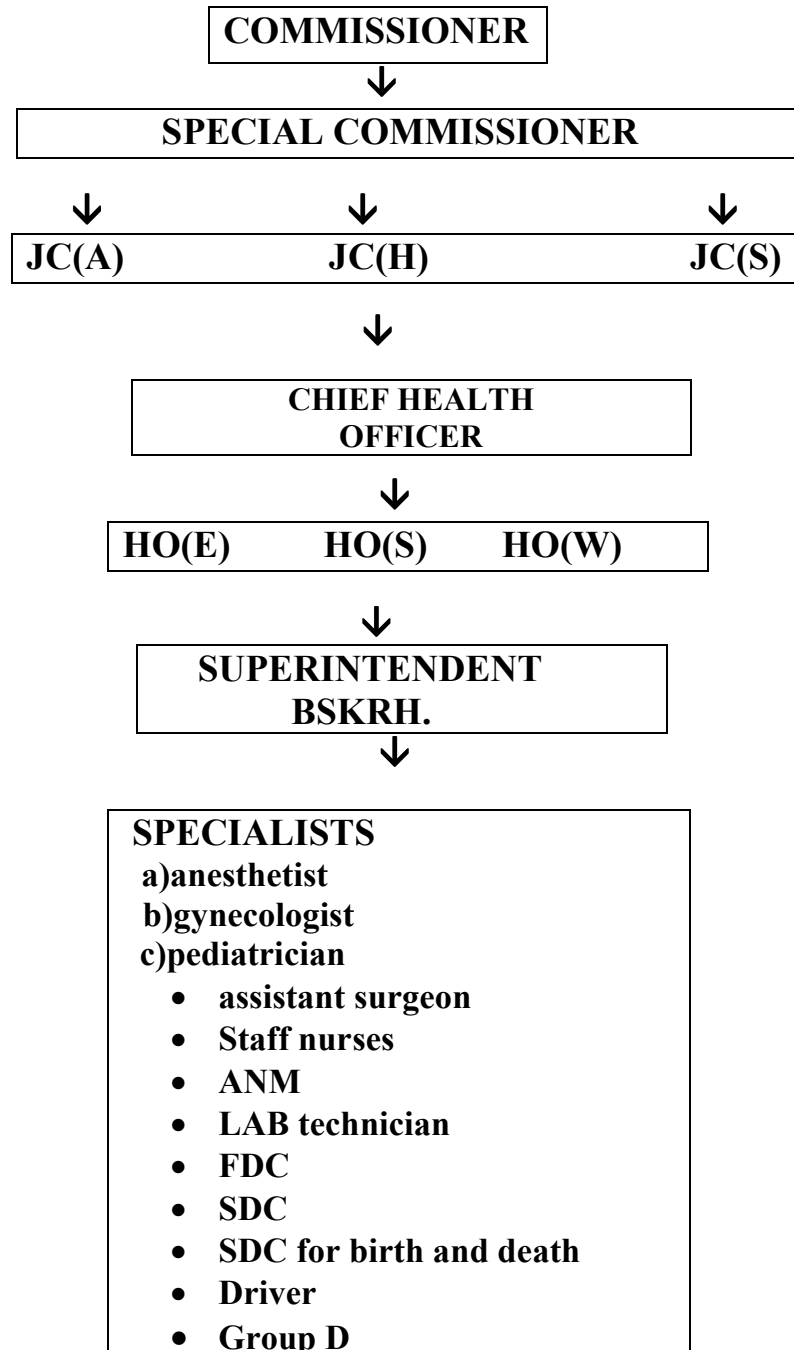 COMMISSIONER
↓
SPECIAL COMMISSIONER
↓ ↓ ↓
JC(A) JC(H) JC(S)
↓
CHIEF HEALTH
OFFICER
↓
HO(E) HO(S) HO(W)
↓
SUPERINTENDENT
BSKRH.
↓
SPECIALISTS
a)anesthetist
b)gynecologist
c)pediatrician
• assistant surgeon
• Staff nurses
• ANM
• LAB technician
• FDC
• SDC
• SDC for birth and death
• Driver
• Group D